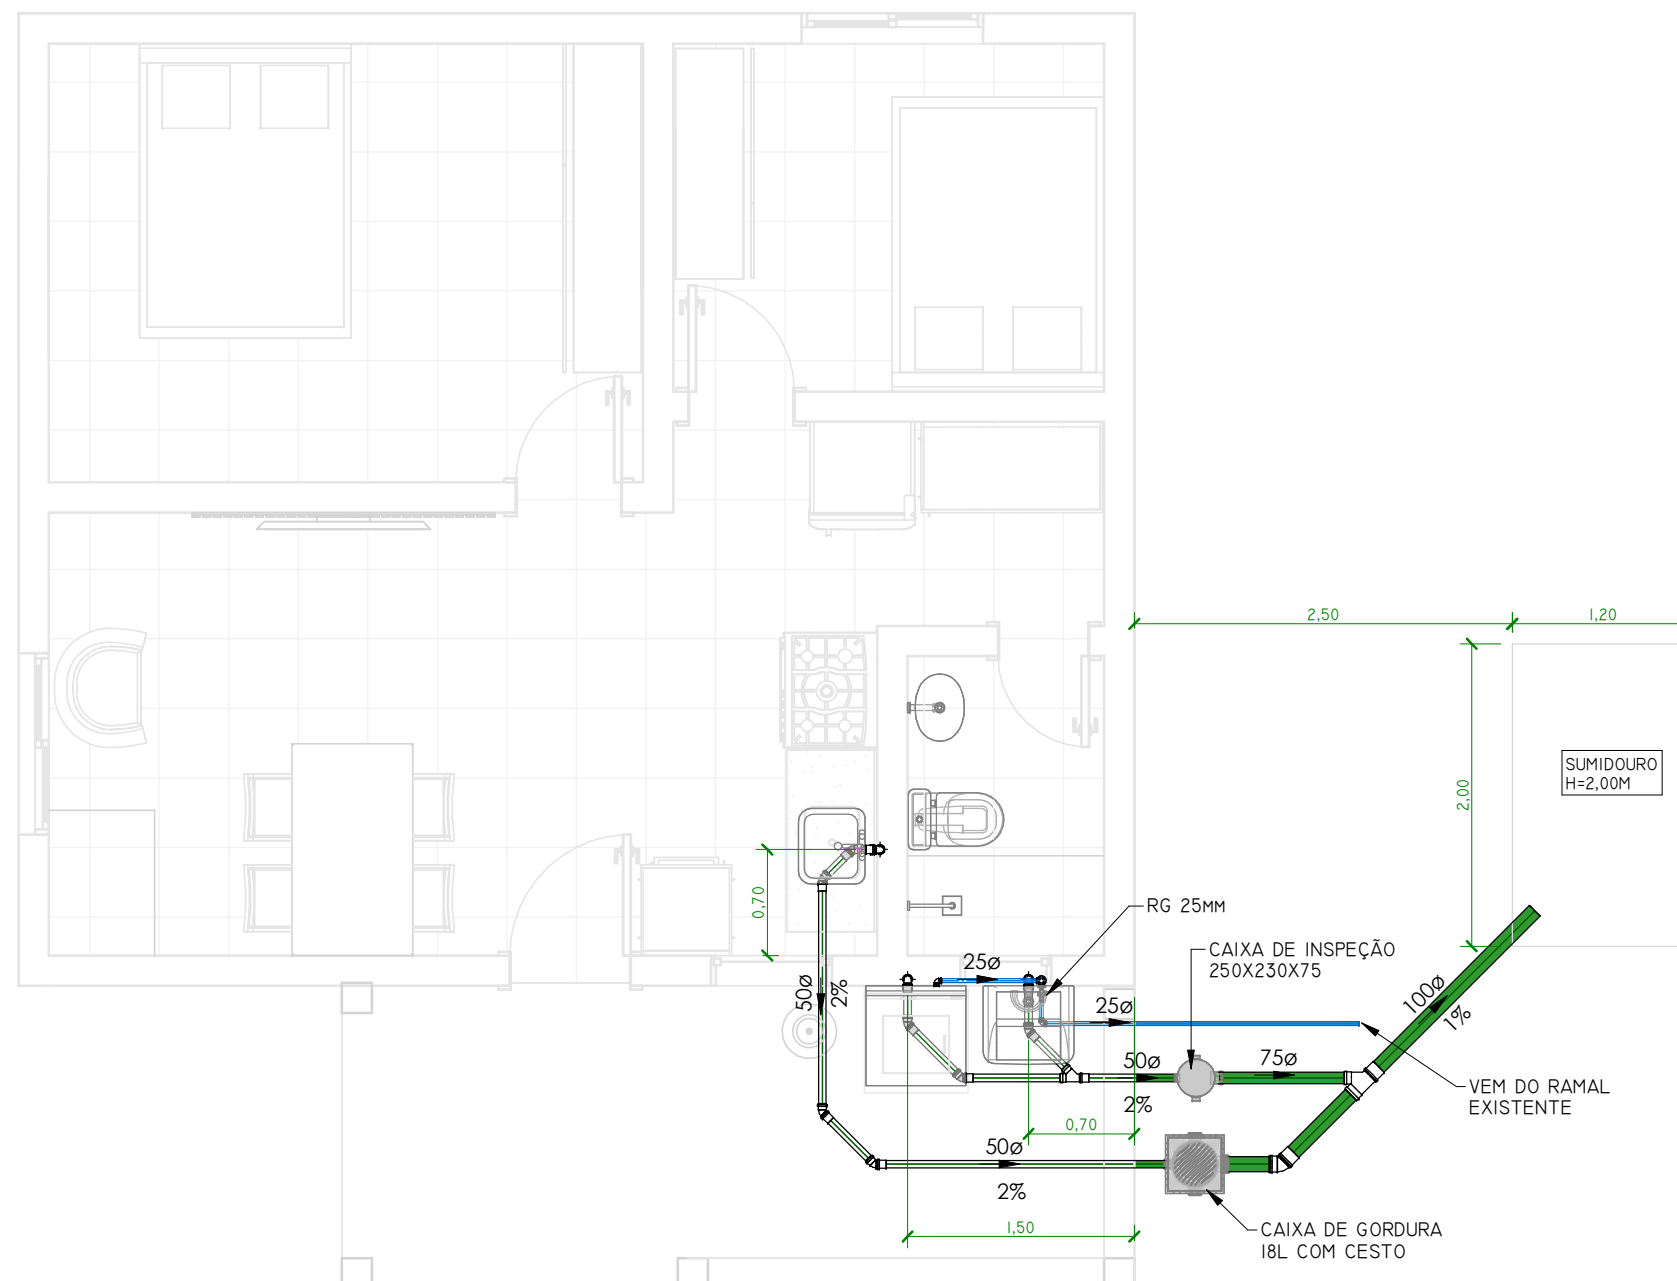 2,50
1,20
SUMIDOURO
H=2,00M
2,00
0,70
RG 25MM
CAIXA DE INSPEÇÃO
250X230X75
25ø
50ø
2%
25ø
100ø
1%
50ø
75ø
2%
VEM DO RAMAL
EXISTENTE
0,70
50ø
2%
1,50
CAIXA DE GORDURA
18L COM CESTO